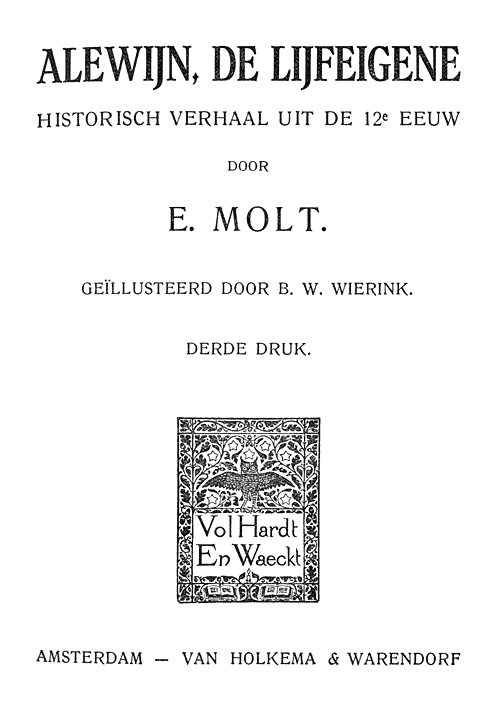 ALEWIJN, DE LIJFEIGENE
HISTORISCH VERHAAL UIT DE 12e EEUW
DOOR
E. MOLT.
GEÏLLUSTEERD DOOR B. W. WIERINK.
DERDE DRUK.
Vol Hardt
En Waeckt
AMSTERDAM — VAN HOLKEMA & WARENDORF